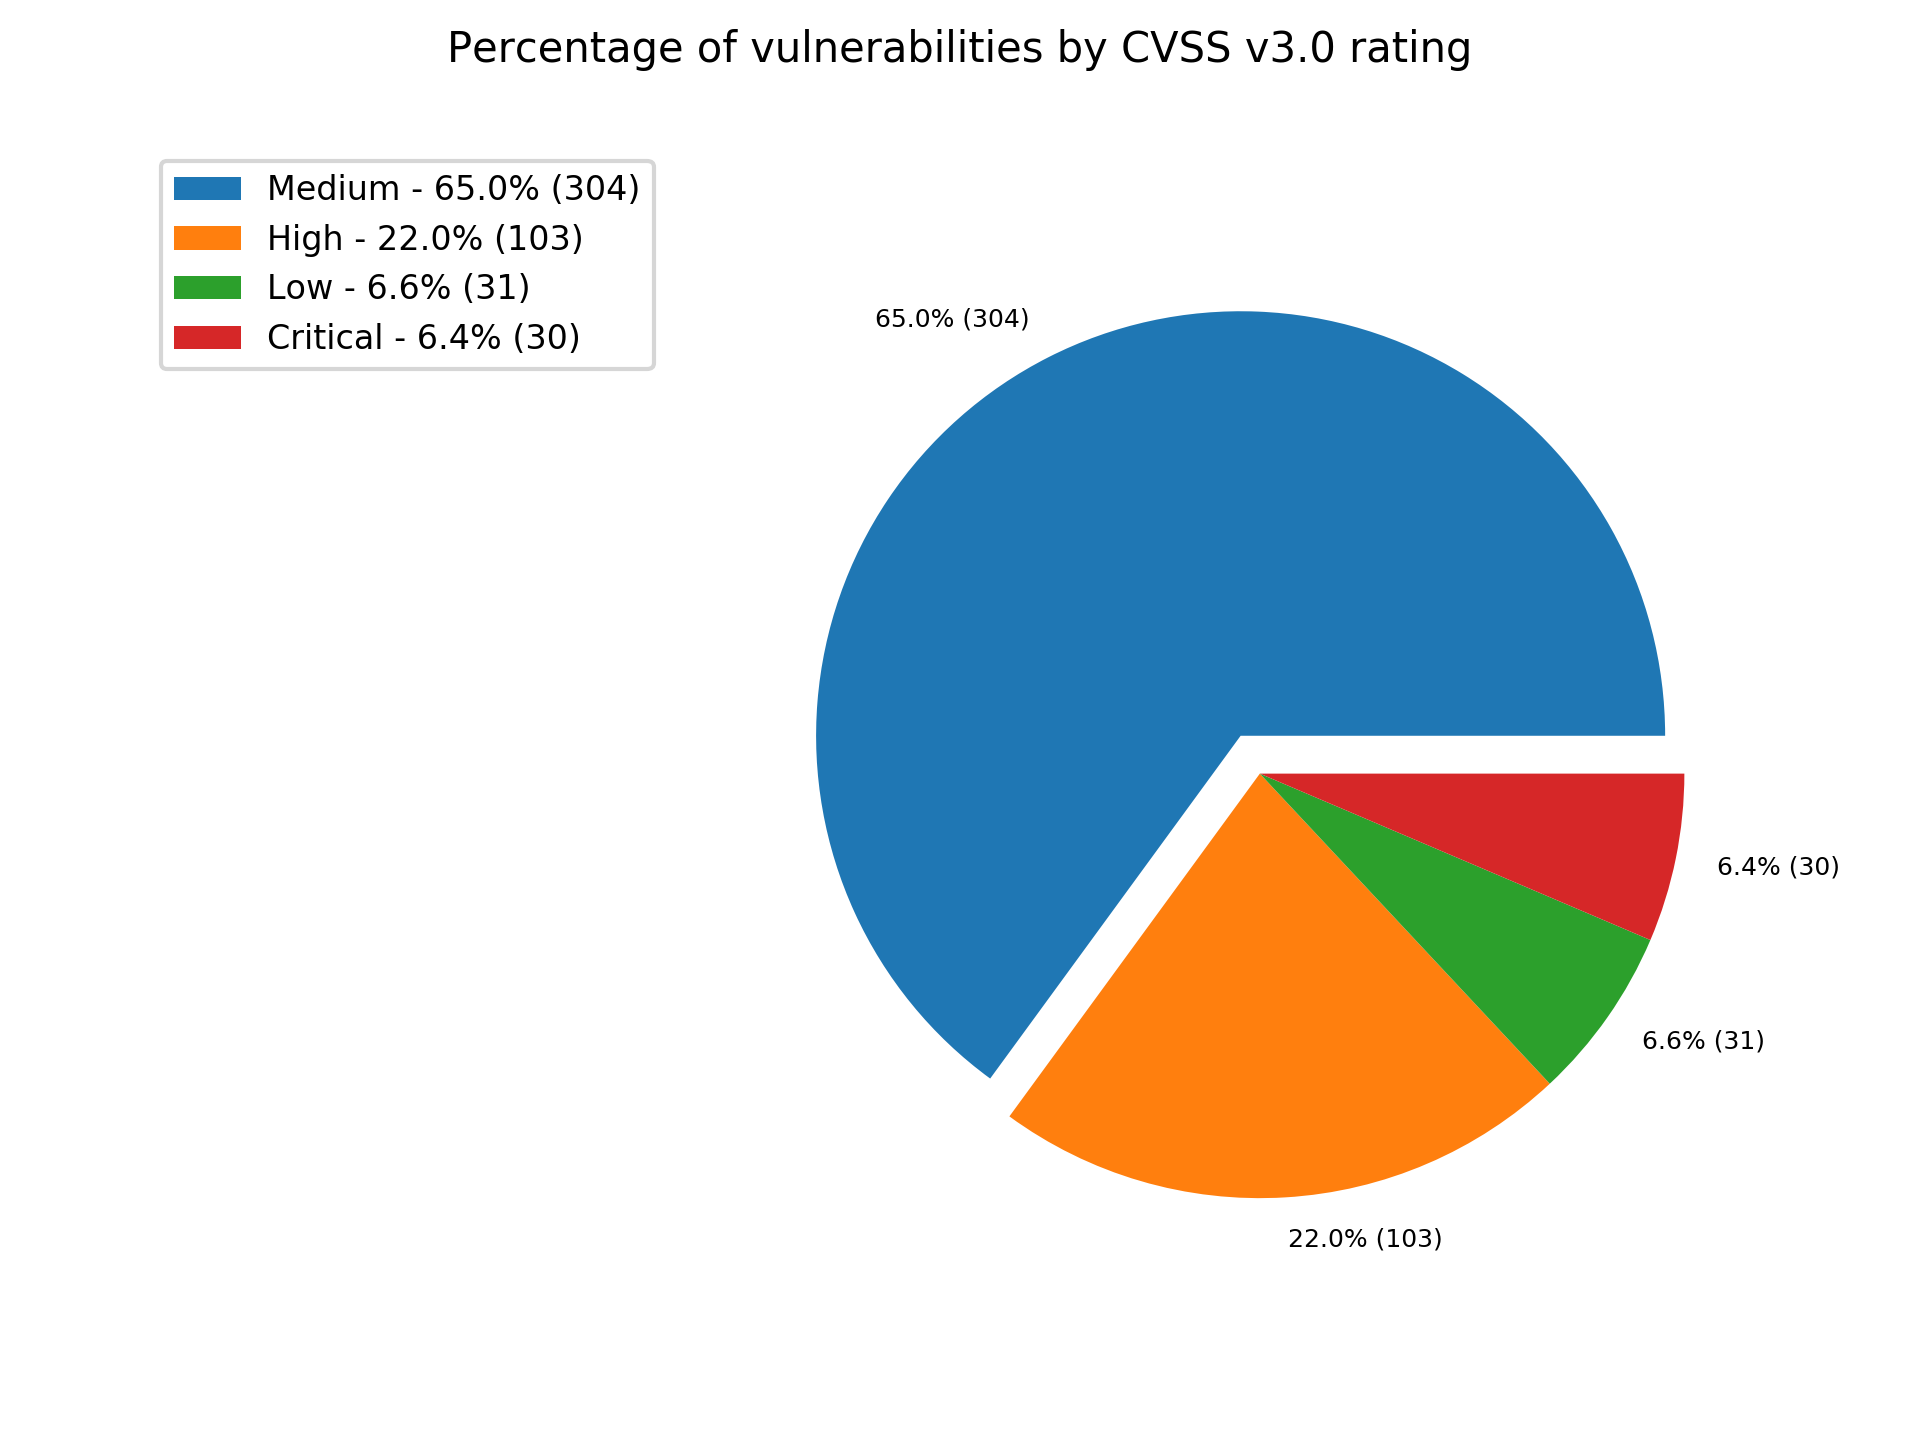 Percentage of vulnerabilities by CVSS v3.0 rating
Medium - 65.0% (304)
High - 22.0% (103)
Low - 6.6% (31)
Critical - 6.4% (30)
65.0% (304)
6.4% (30)
6.6% (31)
22.0% (103)